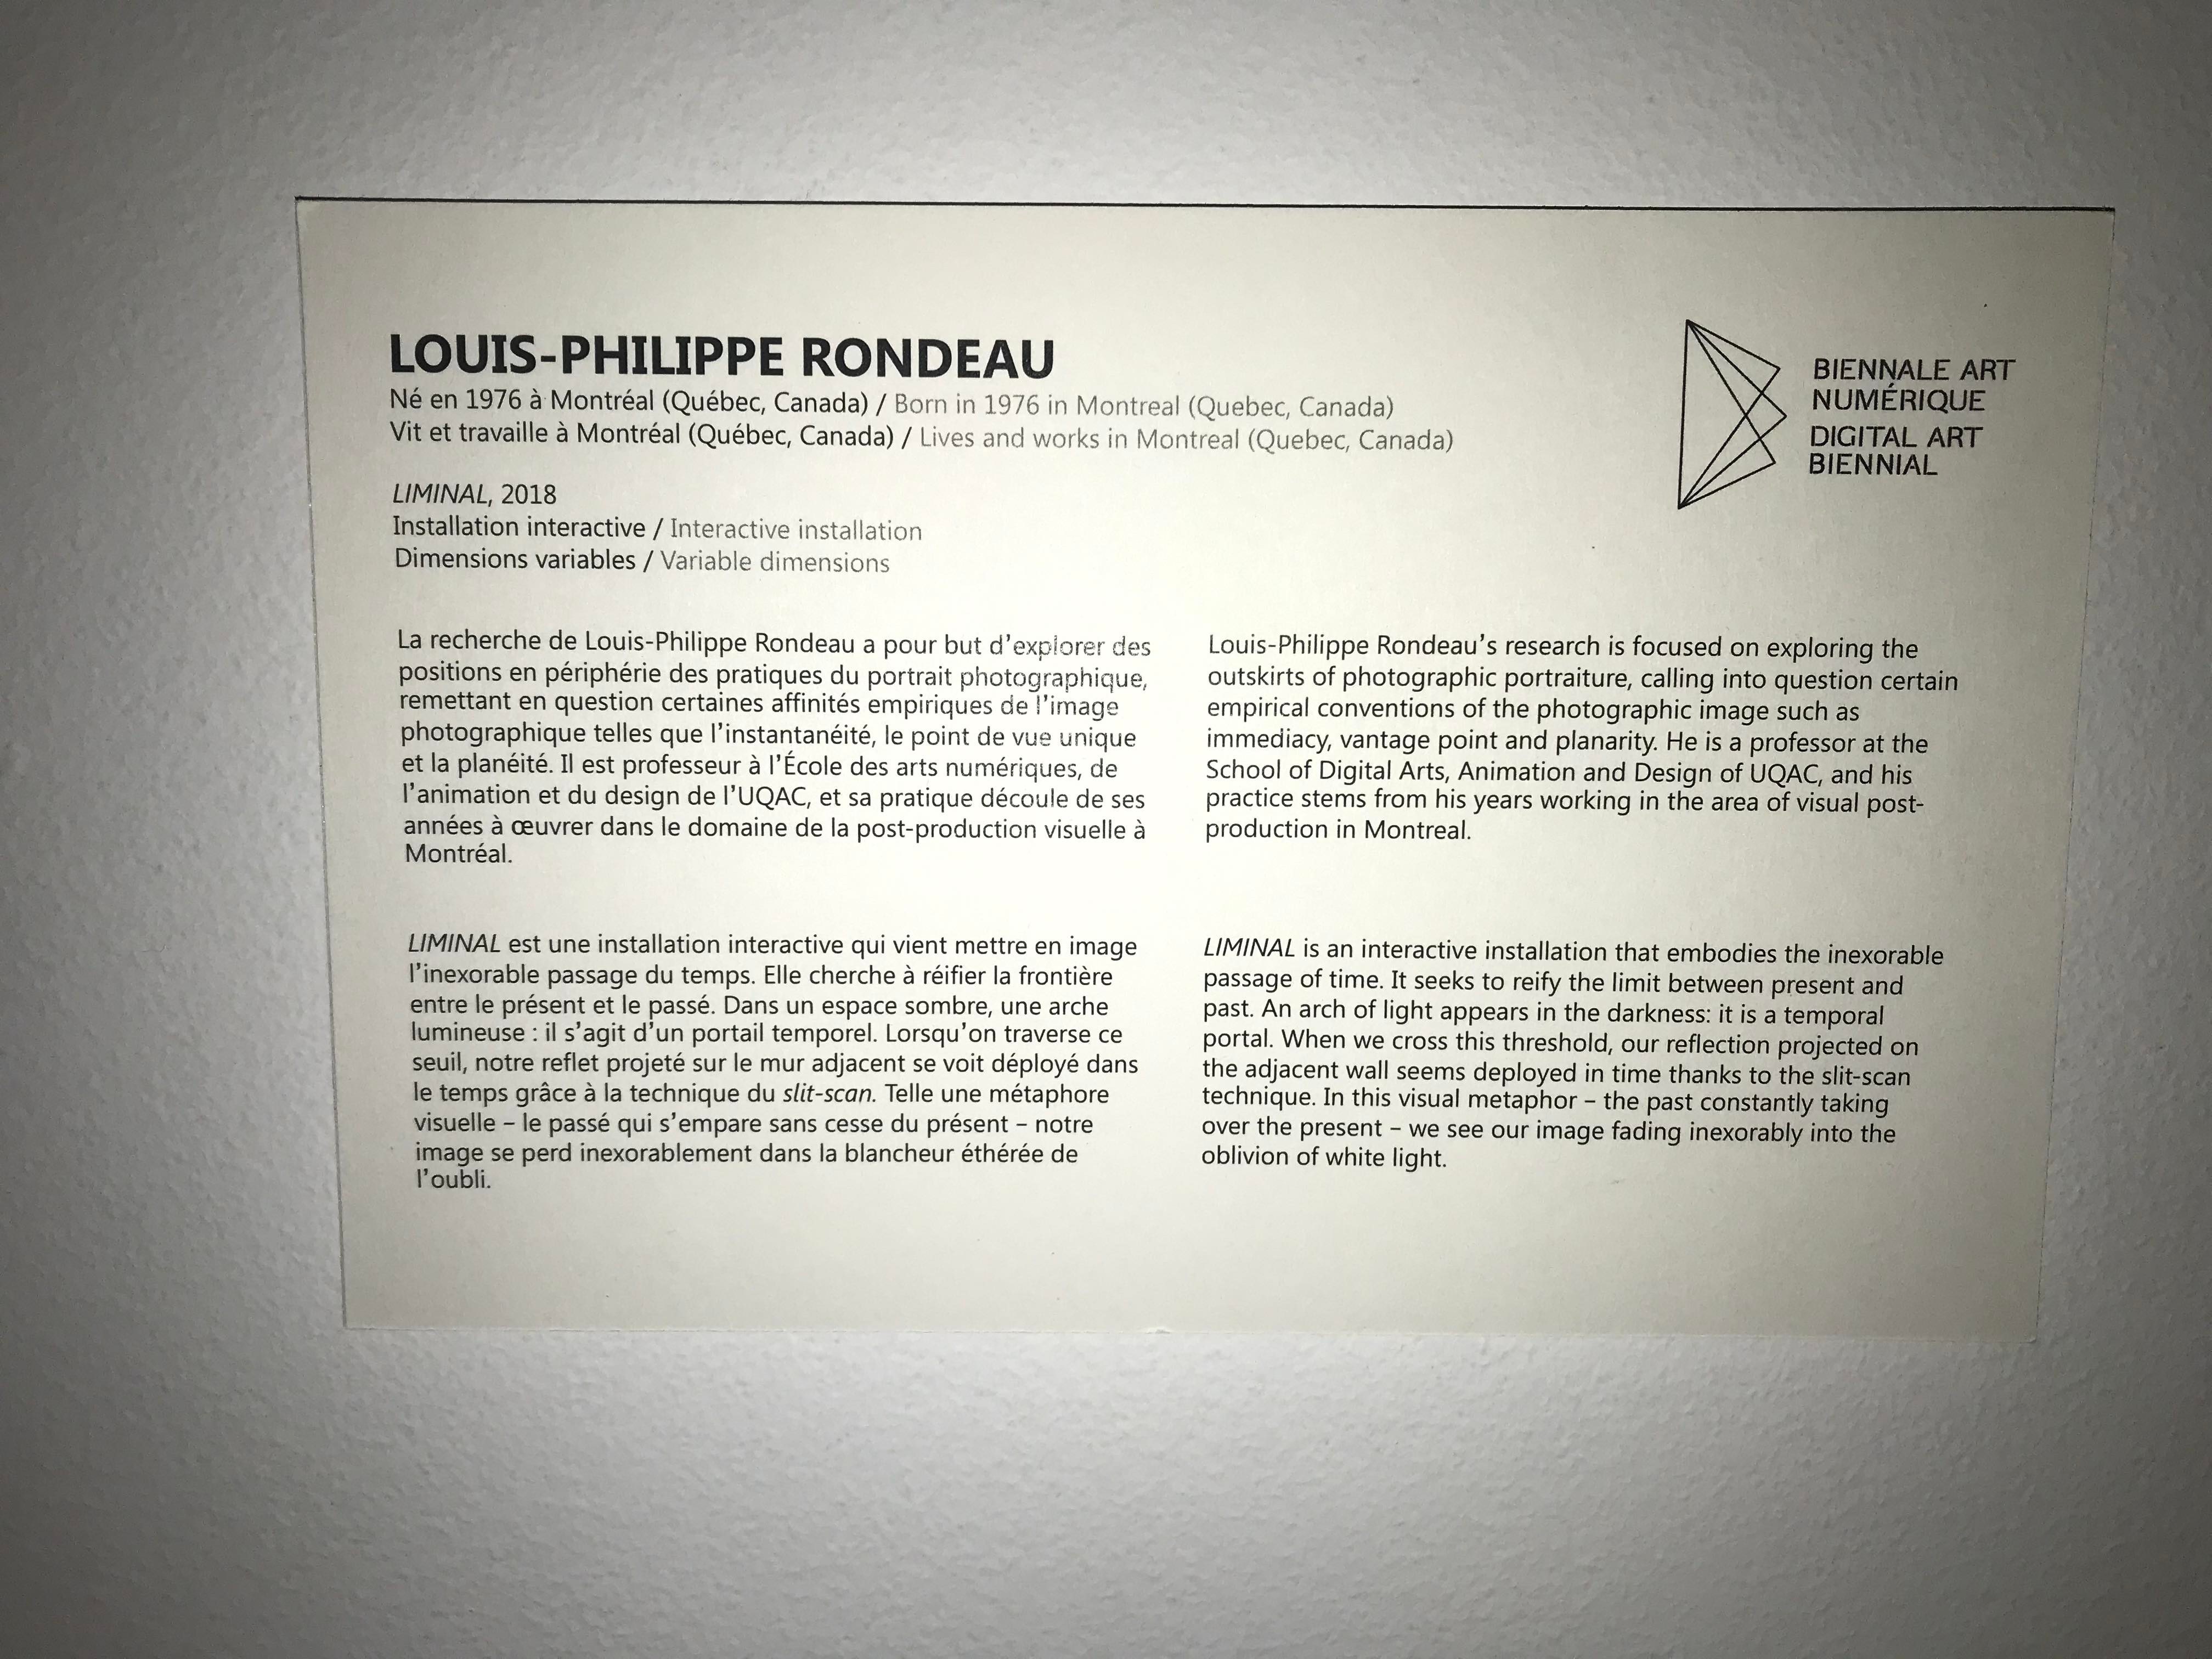 LOUIS-PHILIPPE RONDEAU
Né en 1976 à Montréal (Québec, Canada) / Born in 1976 in Montreal (Quebec, Canada)
Vit et travaille à Montréal (Québec, Canada) / Lives and works in Montreal (Quebec, Canada)
LIMINAL, 2018
Installation interactive / Interactive installation
Dimensions variables / Variable dimensions
BIENNALE ART
NUMÉRIQUE
DIGITAL ART
BIENNIAL
La recherche de Louis-Philippe Rondeau a pour but d'explorer des
positions en périphérie des pratiques du portrait photographique,
remettant en question certaines affinités empiriques de l'image
photographique telles que l'instantanéité, le point de vue unique
et la planéité. Il est professeur à l'École des arts numériques, de
l'animation et du design de l'UQAC, et sa pratique découle de ses
années à œuvrer dans le domaine de la post-production visuelle à
Montréal.
LIMINAL est une installation interactive qui vient mettre en image
l'inexorable passage du temps. Elle cherche à réifier la frontière
entre le présent et le passé. Dans un espace sombre, une arche
lumineuse : il s'agit d'un portail temporel. Lorsqu'on traverse ce
seuil, notre reflet projeté sur le mur adjacent se voit déployé dans
le temps grâce à la technique du slit-scan. Telle une métaphore
visuelle – le passé qui s'empare sans cesse du présent – notre
image se perd inexorablement dans la blancheur éthérée de
l'oubli.
Louis-Philippe Rondeau's research is focused on exploring the
outskirts of photographic portraiture, calling into question certain
empirical conventions of the photographic image such as
immediacy, vantage point and planarity. He is a professor at the
School of Digital Arts, Animation and Design of UQAC, and his
practice stems from his years working in the area of visual post-
production in Montreal.
LIMINAL is an interactive installation that embodies the inexorable
passage of time. It seeks to reify the limit between present and
past. An arch of light appears in the darkness: it is a temporal
portal. When we cross this threshold, our reflection projected on
the adjacent wall seems deployed in time thanks to the slit-scan
technique. In this visual metaphor – the past constantly taking
over the present – we see our image fading inexorably into the
oblivion of white light.